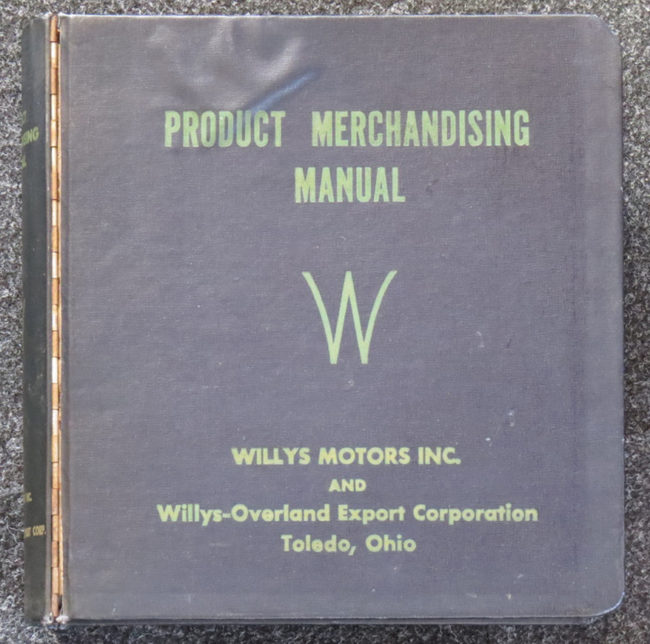 PRODUCT MERCHANDISING
MANUAL
W
WILLYS MOTORS INC.
AND
Willys-Overland Export Corporation
Toledo, Ohio